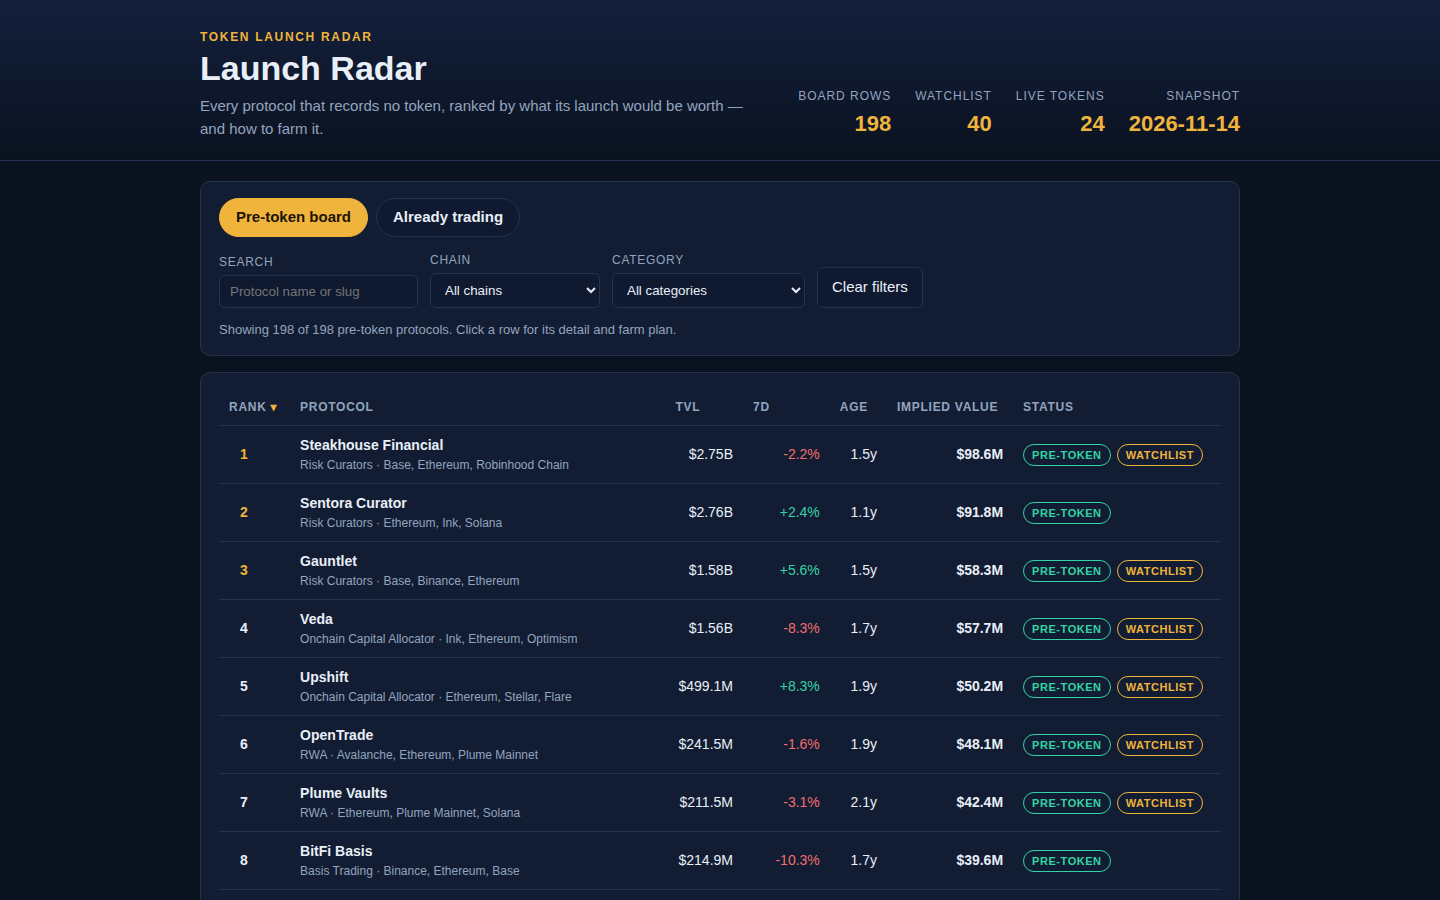 TOKEN LAUNCH RADAR
Launch Radar
Every protocol that records no token, ranked by what its launch would be worth —
and how to farm it.
BOARD ROWS WATCHLIST LIVE TOKENS SNAPSHOT
198 40 24 2026-11-14
Pre-token board Already trading
SEARCH CHAIN CATEGORY
Protocol name or slug All chains All categories Clear filters
Showing 198 of 198 pre-token protocols. Click a row for its detail and farm plan.
RANK ▼ PROTOCOL TVL 7D AGE IMPLIED VALUE STATUS
1 Steakhouse Financial $2.75B -2.2% 1.5y $98.6M PRE-TOKEN WATCHLIST
Risk Curators · Base, Ethereum, Robinhood Chain
2 Sentora Curator $2.76B +2.4% 1.1y $91.8M PRE-TOKEN
Risk Curators · Ethereum, Ink, Solana
3 Gauntlet $1.58B +5.6% 1.5y $58.3M PRE-TOKEN WATCHLIST
Risk Curators · Base, Binance, Ethereum
4 Veda $1.56B -8.3% 1.7y $57.7M PRE-TOKEN WATCHLIST
Onchain Capital Allocator · Ink, Ethereum, Optimism
5 Upshift $499.1M +8.3% 1.9y $50.2M PRE-TOKEN WATCHLIST
Onchain Capital Allocator · Ethereum, Stellar, Flare
6 OpenTrade $241.5M -1.6% 1.9y $48.1M PRE-TOKEN WATCHLIST
RWA · Avalanche, Ethereum, Plume Mainnet
7 Plume Vaults $211.5M -3.1% 2.1y $42.4M PRE-TOKEN WATCHLIST
RWA · Ethereum, Plume Mainnet, Solana
8 BitFi Basis $214.9M -10.3% 1.7y $39.6M PRE-TOKEN
Basis Trading · Binance, Ethereum, Base